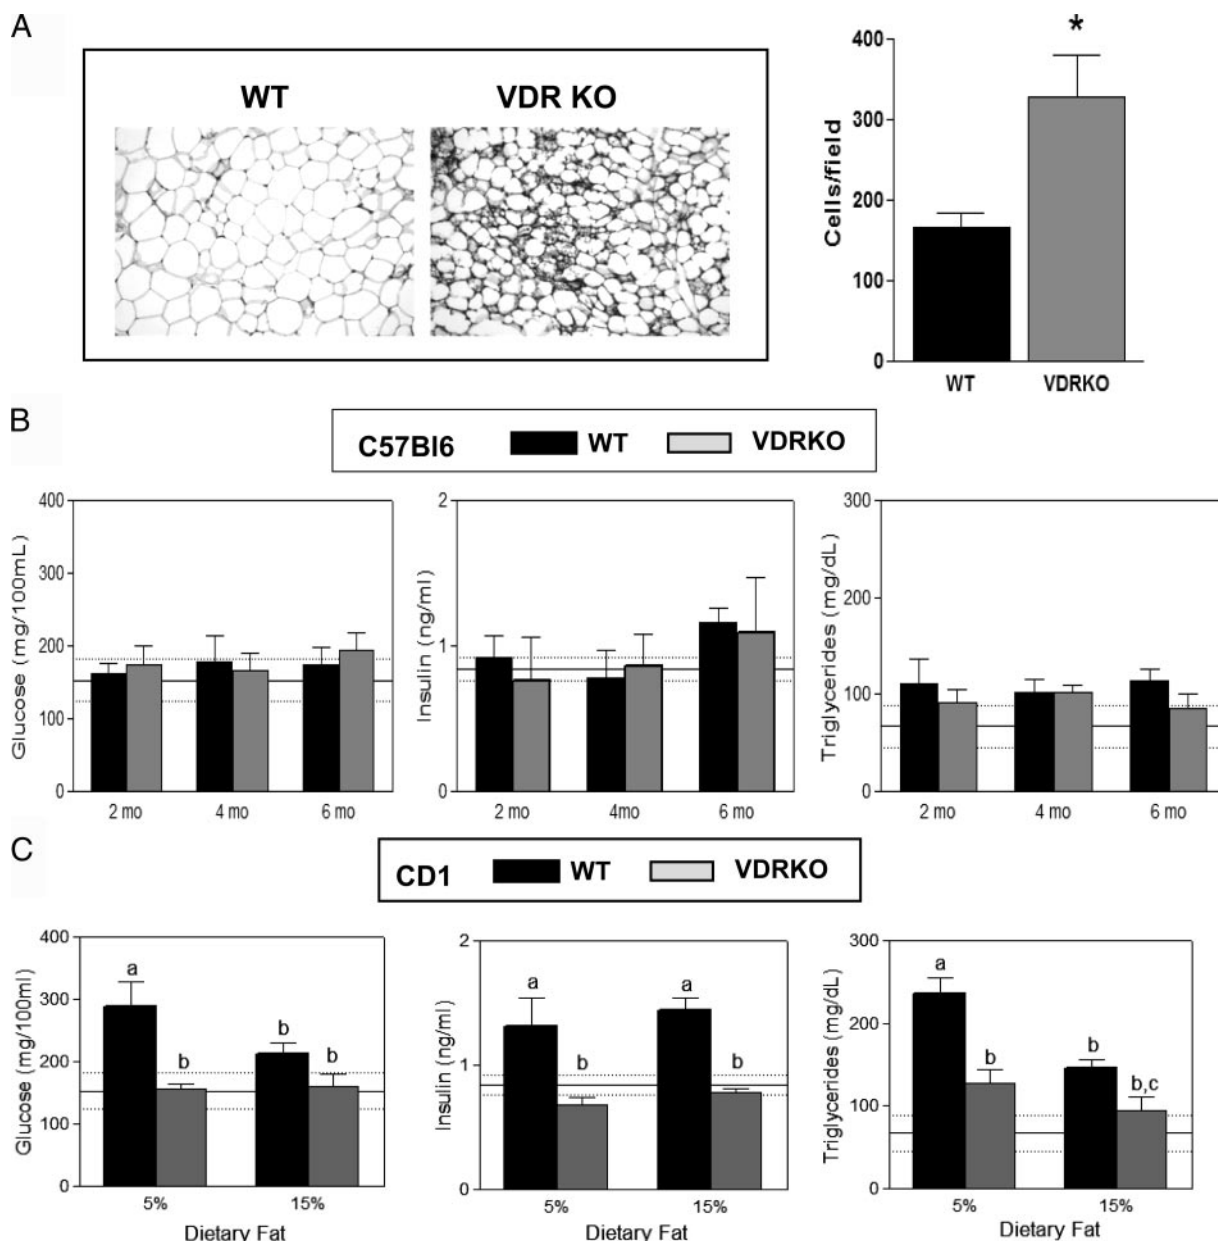 A
WT VDR KO
*
400
300
200
100
0
Cells/field
WT VDRKO
B
C57Bl6 WT VDRKO
Glucose (mg/100mL)
400
300
200
100
0
2 mo 4 mo 6 mo
Insulin (ng/ml)
2
1
0
2 mo 4 mo 6 mo
Triglycerides (mg/dL)
300
200
100
0
2 mo 4 mo 6 mo
C
CD1 WT VDRKO
Glucose (mg/100ml)
400
300
200
100
0
a b b b
5% 15%
Dietary Fat
Insulin (ng/ml)
2
1
0
a b a b
5% 15%
Dietary Fat
Triglycerides (mg/dL)
300
200
100
0
a b b b,c
5% 15%
Dietary Fat